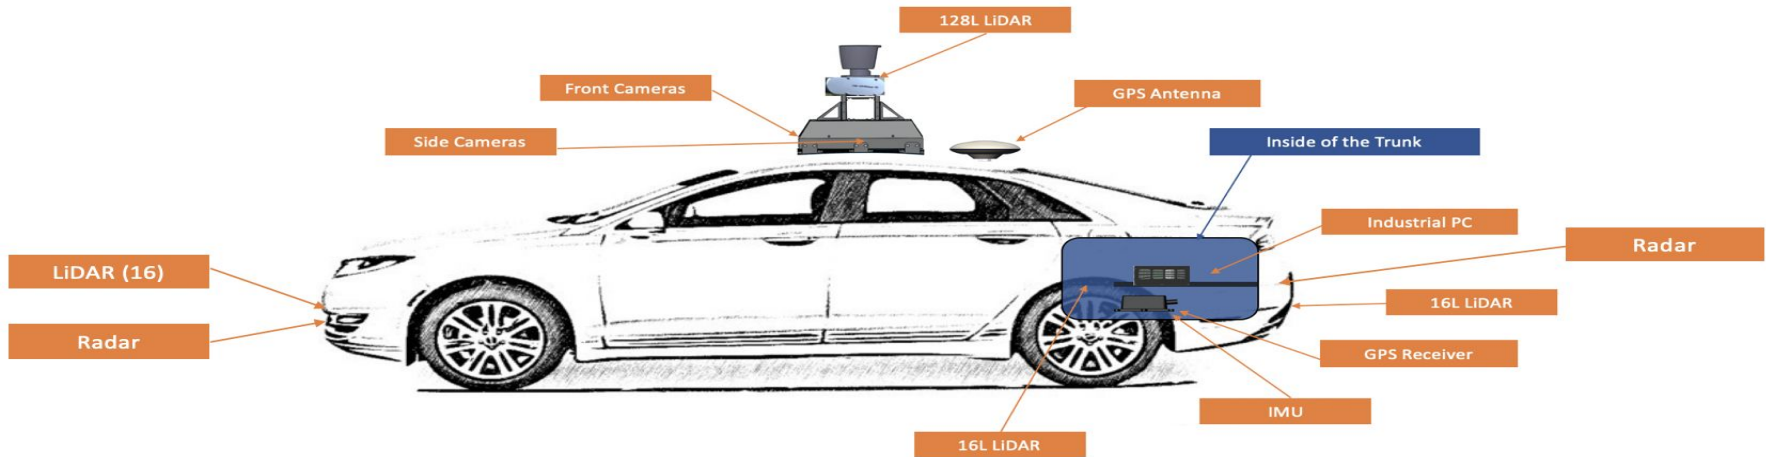 128L LiDAR
Front Cameras
GPS Antenna
Side Cameras
Inside of the Trunk
Industrial PC
Radar
LiDAR (16)
16L LiDAR
Radar
GPS Receiver
IMU
16L LiDAR